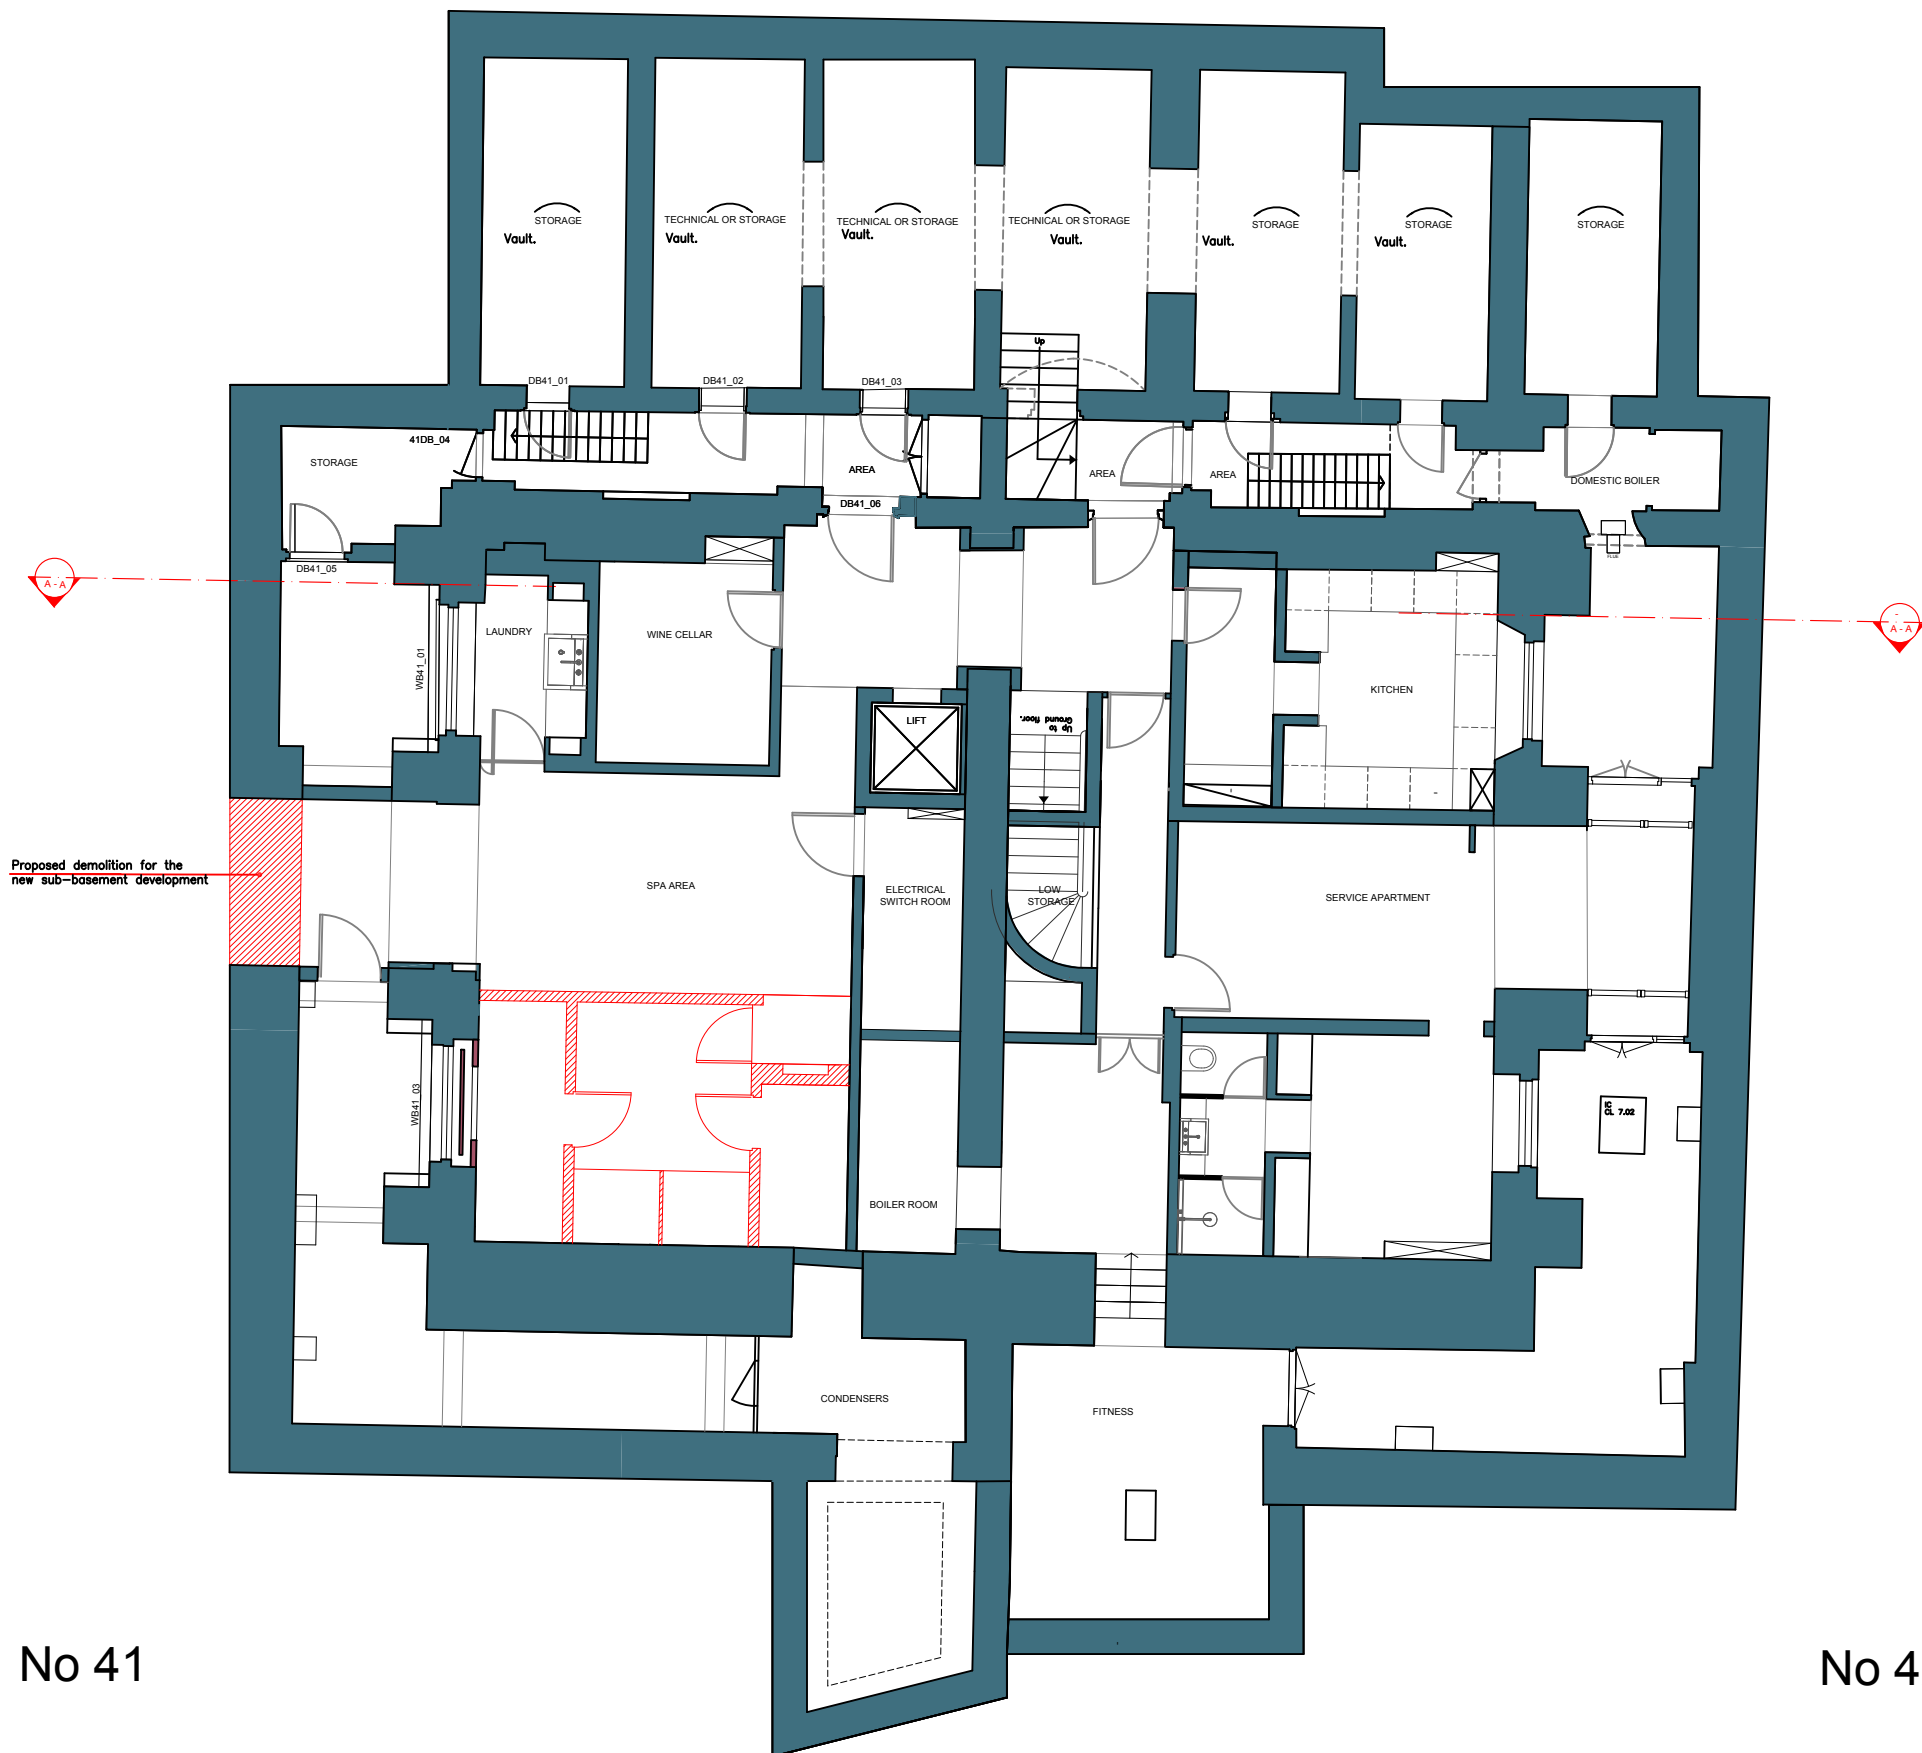 STORAGE
Vault.
TECHNICAL OR STORAGE
Vault.
TECHNICAL OR STORAGE
Vault.
TECHNICAL OR STORAGE
Vault.
STORAGE
Vault.
STORAGE
Vault.
STORAGE
Up
DB41_01
DB41_02
DB41_03
41DB_04
STORAGE
AREA
DB41_06
AREA
AREA
DOMESTIC BOILER
FLUE
DB41_05
A - A
A - A
LAUNDRY
WINE CELLAR
WB41_01
KITCHEN
LIFT
Up to
Ground floor.
Proposed demolition for the
new sub-basement development
SPA AREA
ELECTRICAL
SWITCH ROOM
LOW
STORAGE
SERVICE APARTMENT
WB41_03
IC
CL 7.02
BOILER ROOM
CONDENSERS
FITNESS
No 41
No 4